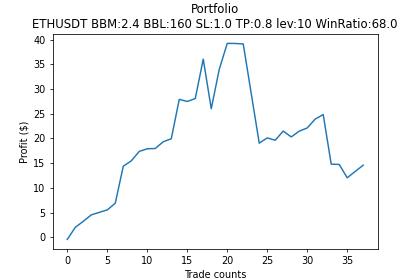 Portfolio
ETHUSDT BBM:2.4 BBL:160 SL:1.0 TP:0.8 lev:10 WinRatio:68.0
40
35
30
25
20
15
10
5
0
Profit ($)
0 5 10 15 20 25 30 35
Trade counts